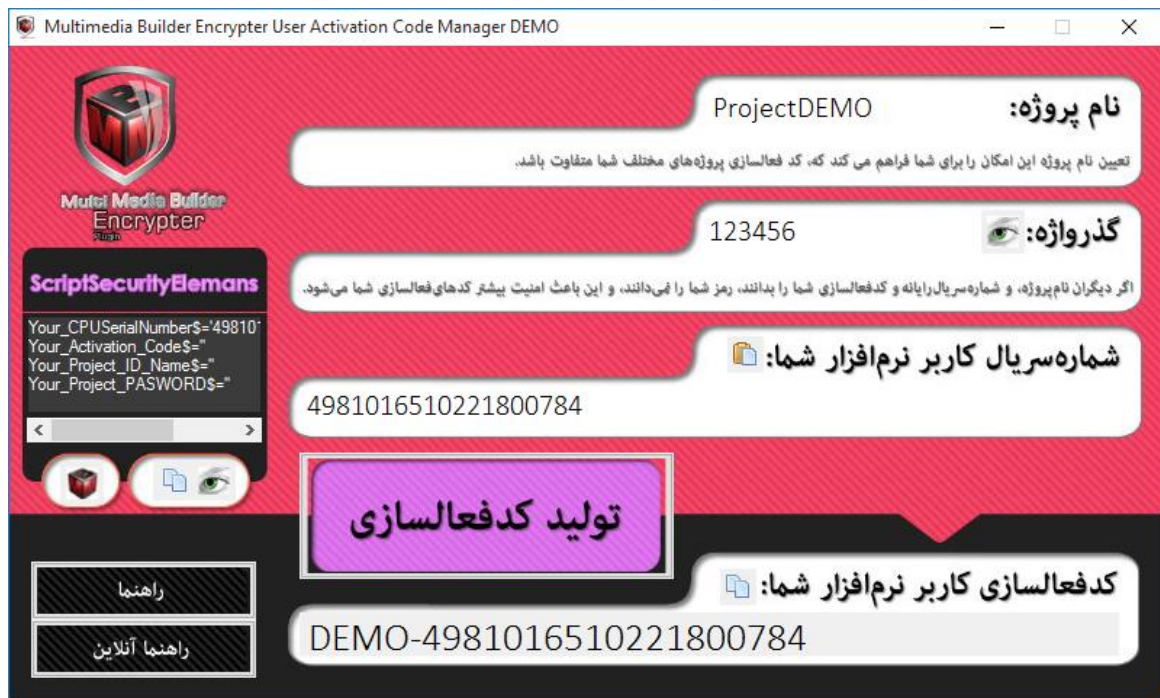 Multimedia Builder Encrypter User Activation Code Manager DEMO
Multi Media Builder
Encrypter
Plugin
نام پروژه:
ProjectDEMO
تعیین نام پروژه این امکان را برای شما فراهم می کند که، کد فعالسازی پروژه‌های مختلف شما متفاوت باشد.
گذرواژه:
123456
اگر دیگران نام‌پروژه، و شماره‌سریال‌رایانه و کدفعالسازی شما را بدانند، رمز شما را نمی‌دانند، و این باعث امنیت بیشتر کدهای‌فعالسازی شما می‌شود.
ScriptSecurityElemans
Your_CPUSerialNumber$='49810
Your_Activation_Code$=''
Your_Project_ID_Name$=''
Your_Project_PASWORD$=''
شماره‌سریال کاربر نرم‌افزار شما:
4981016510221800784
تولید کدفعالسازی
راهنما
راهنما آنلاین
کدفعالسازی کاربر نرم‌افزار شما:
DEMO-4981016510221800784